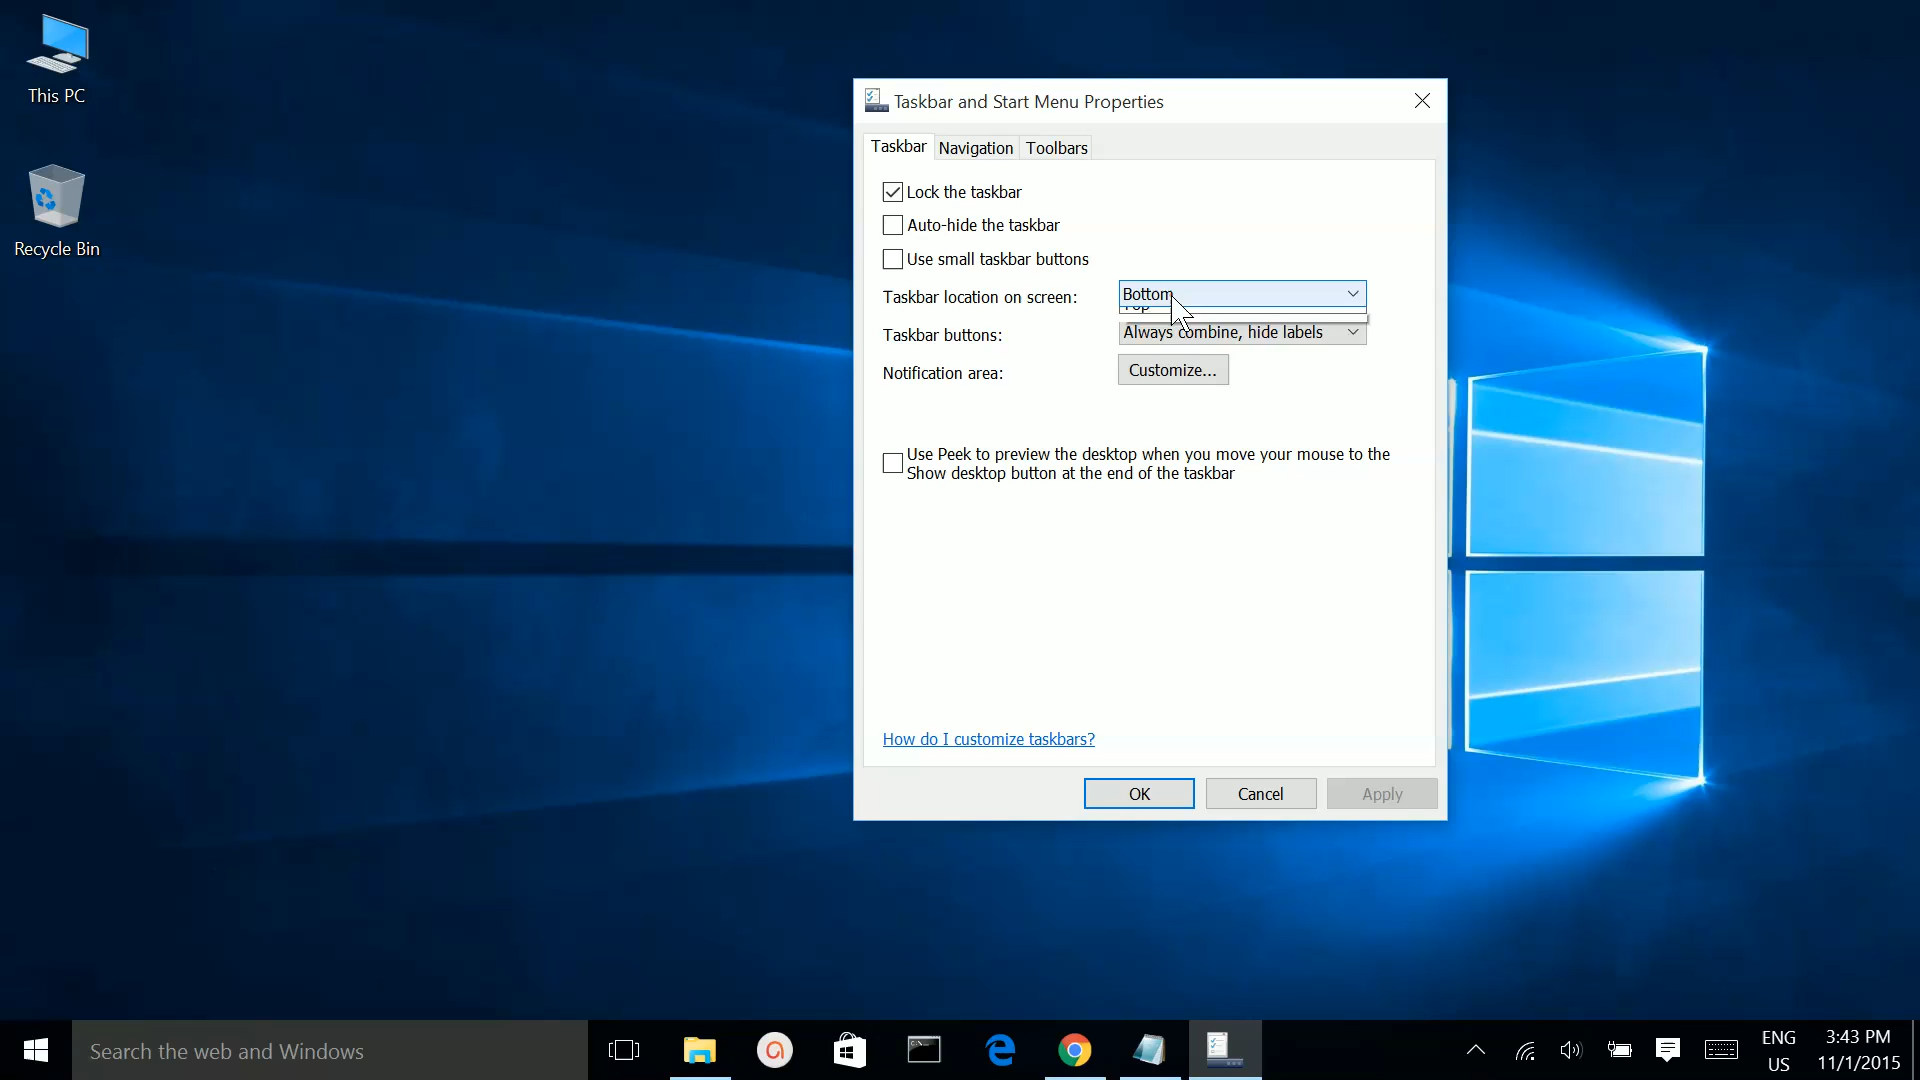 This PC
Recycle Bin
Taskbar and Start Menu Properties
Taskbar Navigation Toolbars
Lock the taskbar
Auto-hide the taskbar
Use small taskbar buttons
Taskbar location on screen: Bottom
Taskbar buttons: Always combine, hide labels
Notification area: Customize...
Use Peek to preview the desktop when you move your mouse to the
Show desktop button at the end of the taskbar
How do I customize taskbars?
OK Cancel Apply
Search the web and Windows
ENG
US
3:43 PM
11/1/2015